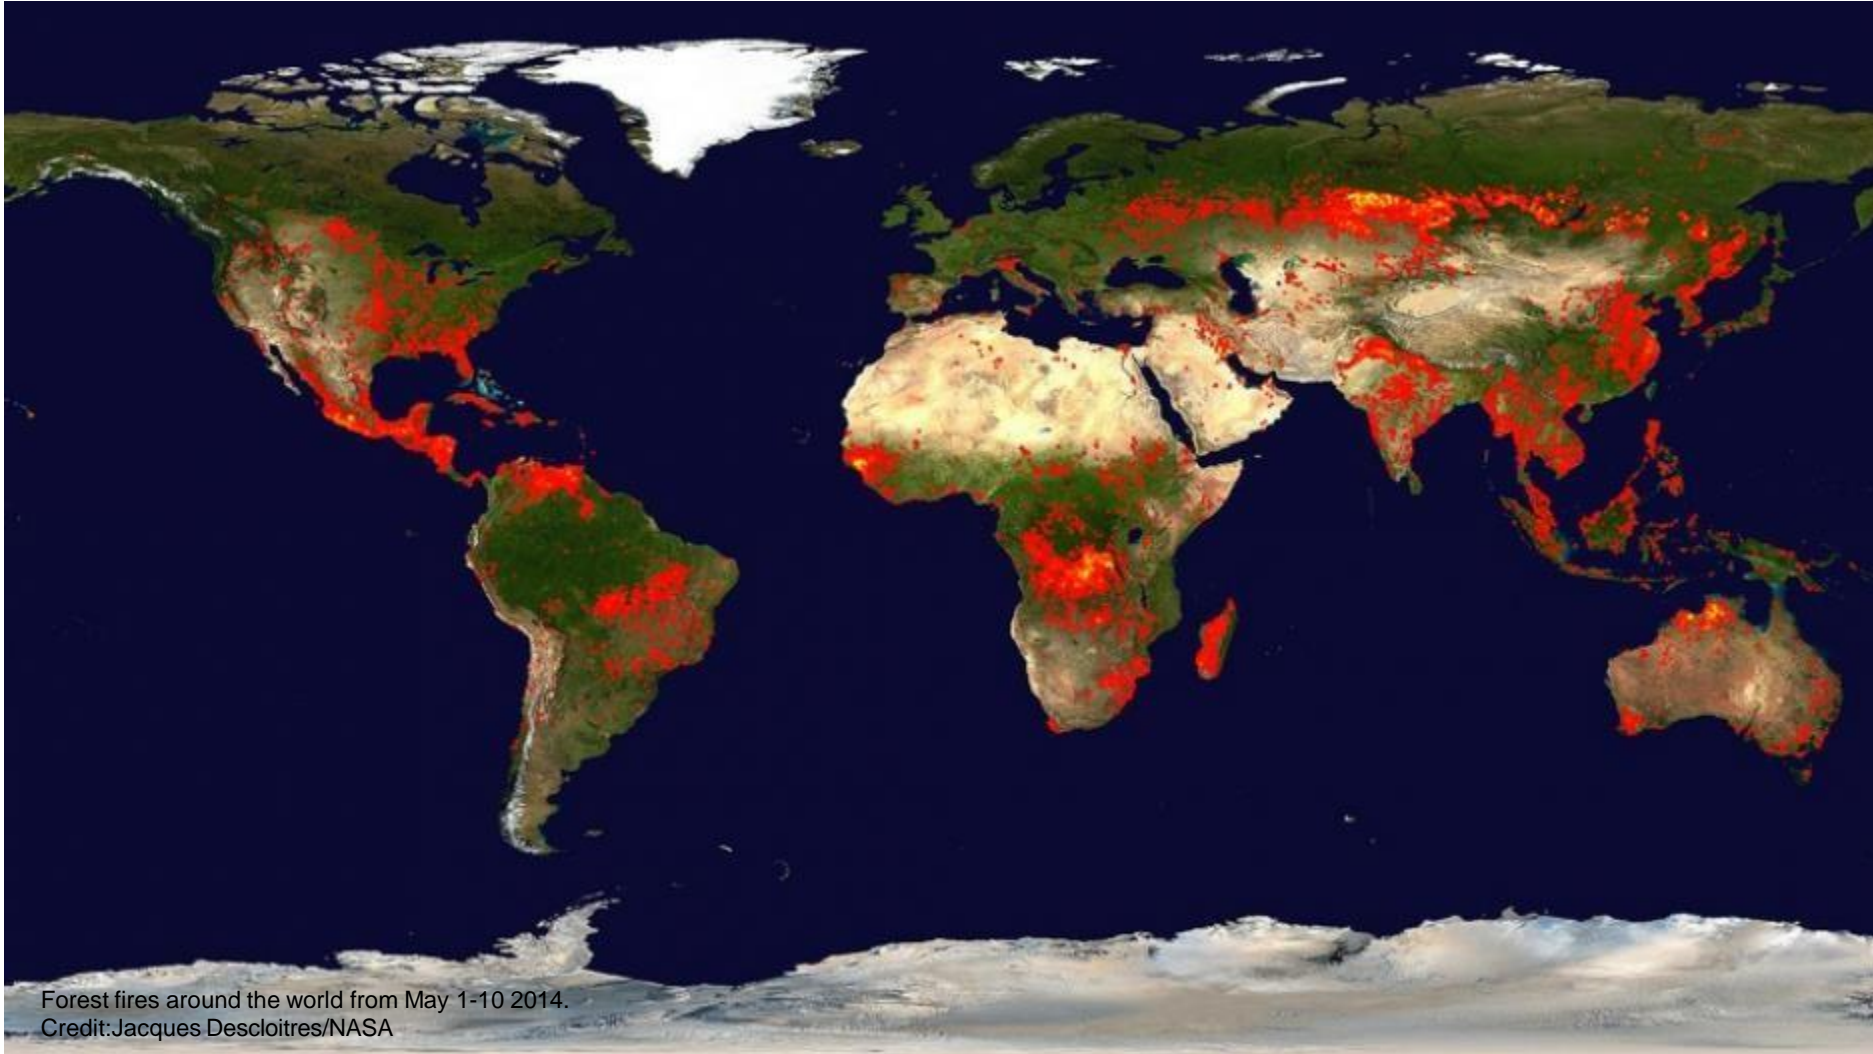 Forest fires around the world from May 1-10 2014.
Credit:Jacques Descloitres/NASA